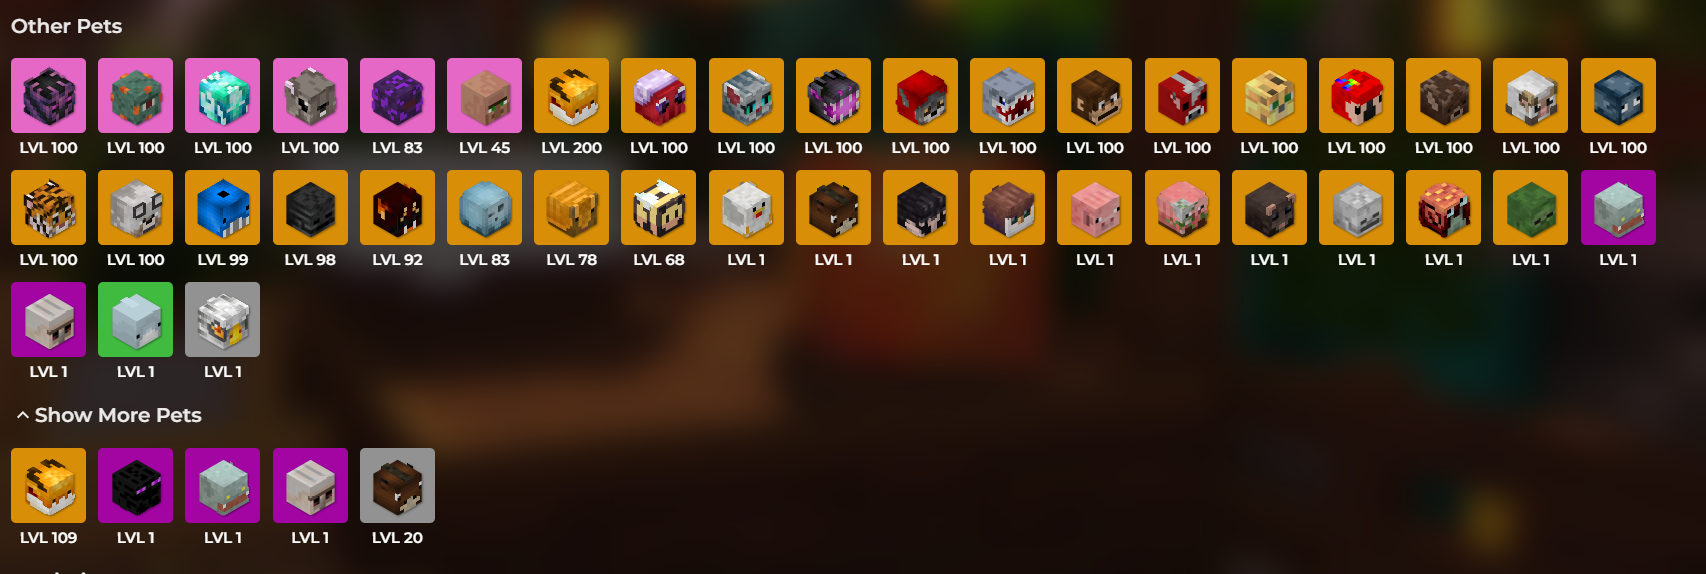 Other Pets
LVL 100 LVL 100 LVL 100 LVL 100 LVL 83 LVL 45 LVL 200 LVL 100 LVL 100 LVL 100 LVL 100 LVL 100 LVL 100 LVL 100 LVL 100 LVL 100 LVL 100 LVL 100 LVL 100
LVL 100 LVL 100 LVL 99 LVL 98 LVL 92 LVL 83 LVL 78 LVL 68 LVL 1 LVL 1 LVL 1 LVL 1 LVL 1 LVL 1 LVL 1 LVL 1 LVL 1 LVL 1 LVL 1
LVL 1 LVL 1 LVL 1
Show More Pets
LVL 109 LVL 1 LVL 1 LVL 1 LVL 20